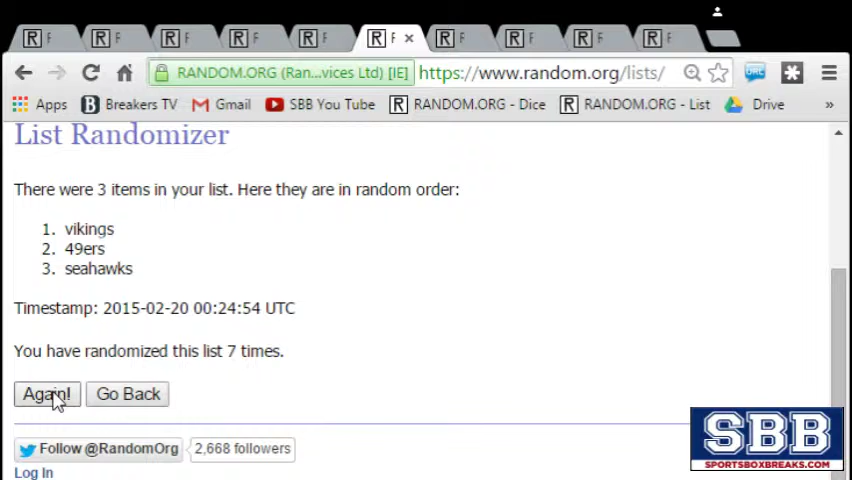 R F R F R F R F R F R F × R F R F R F R F
RANDOM.ORG (Ran...vices Ltd) [IE] https://www.random.org/lists/ URL
Apps B Breakers TV Gmail SBB You Tube R RANDOM.ORG - Dice R RANDOM.ORG - List Drive »
List Randomizer
There were 3 items in your list. Here they are in random order:
1. vikings
2. 49ers
3. seahawks
Timestamp: 2015-02-20 00:24:54 UTC
You have randomized this list 7 times.
Again! Go Back
Follow @RandomOrg 2,668 followers
Log In
SBB
SPORTSBOXBREAKS.COM